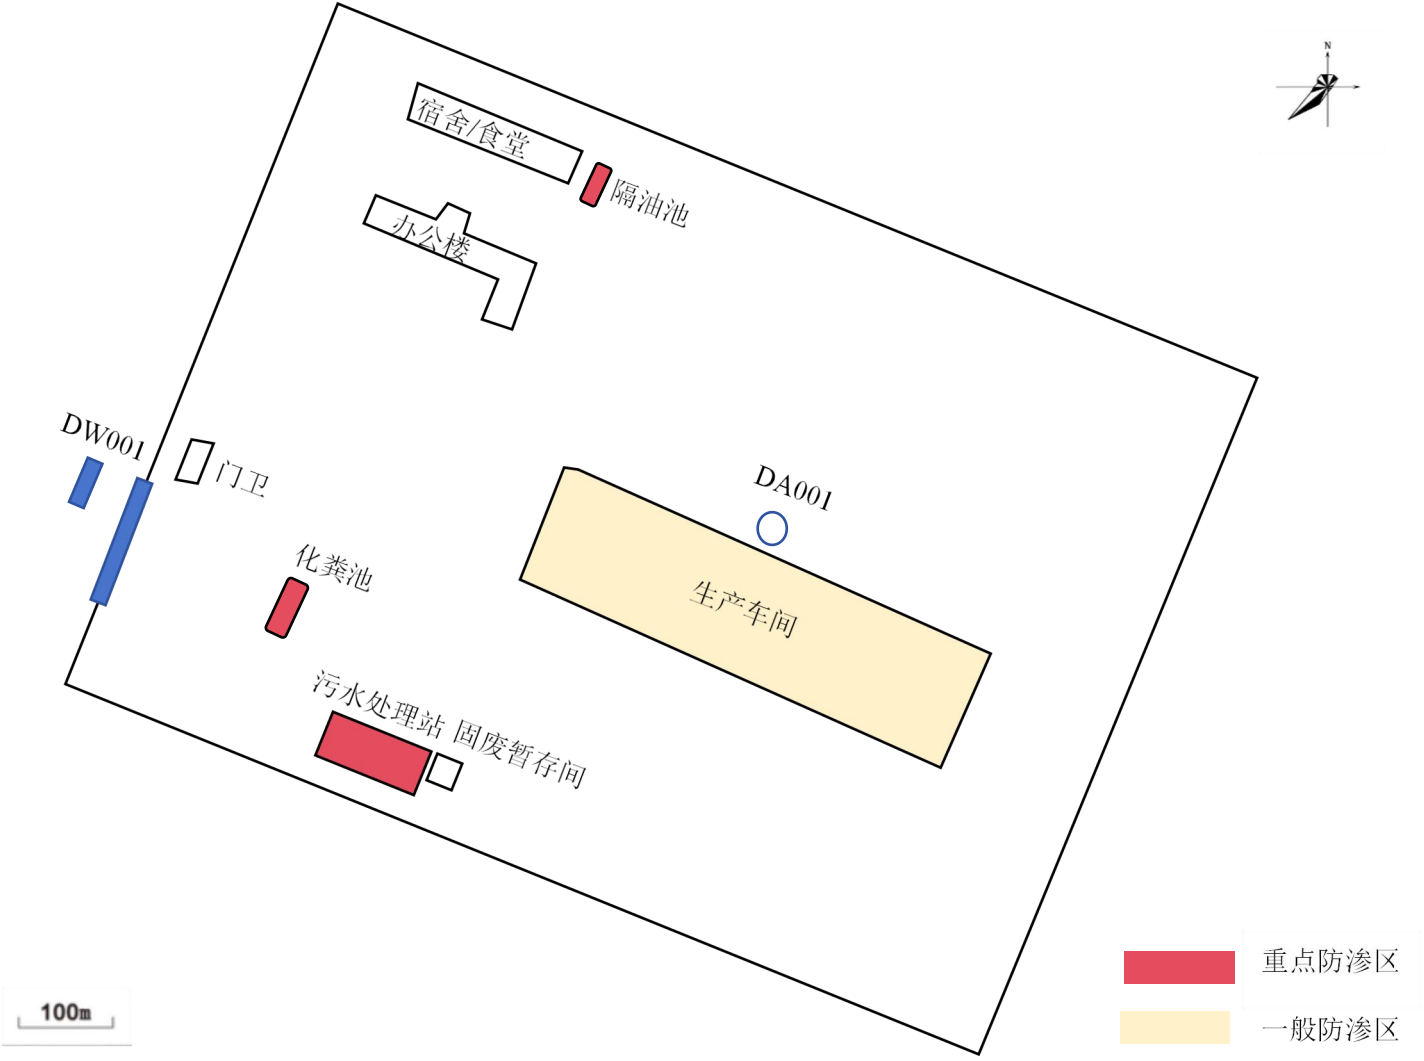 N
宿舍/食堂
隔油池
办公楼
DW001
门卫
DA001
化粪池
生产车间
污水处理站
固废暂存间
重点防渗区
100m
一般防渗区